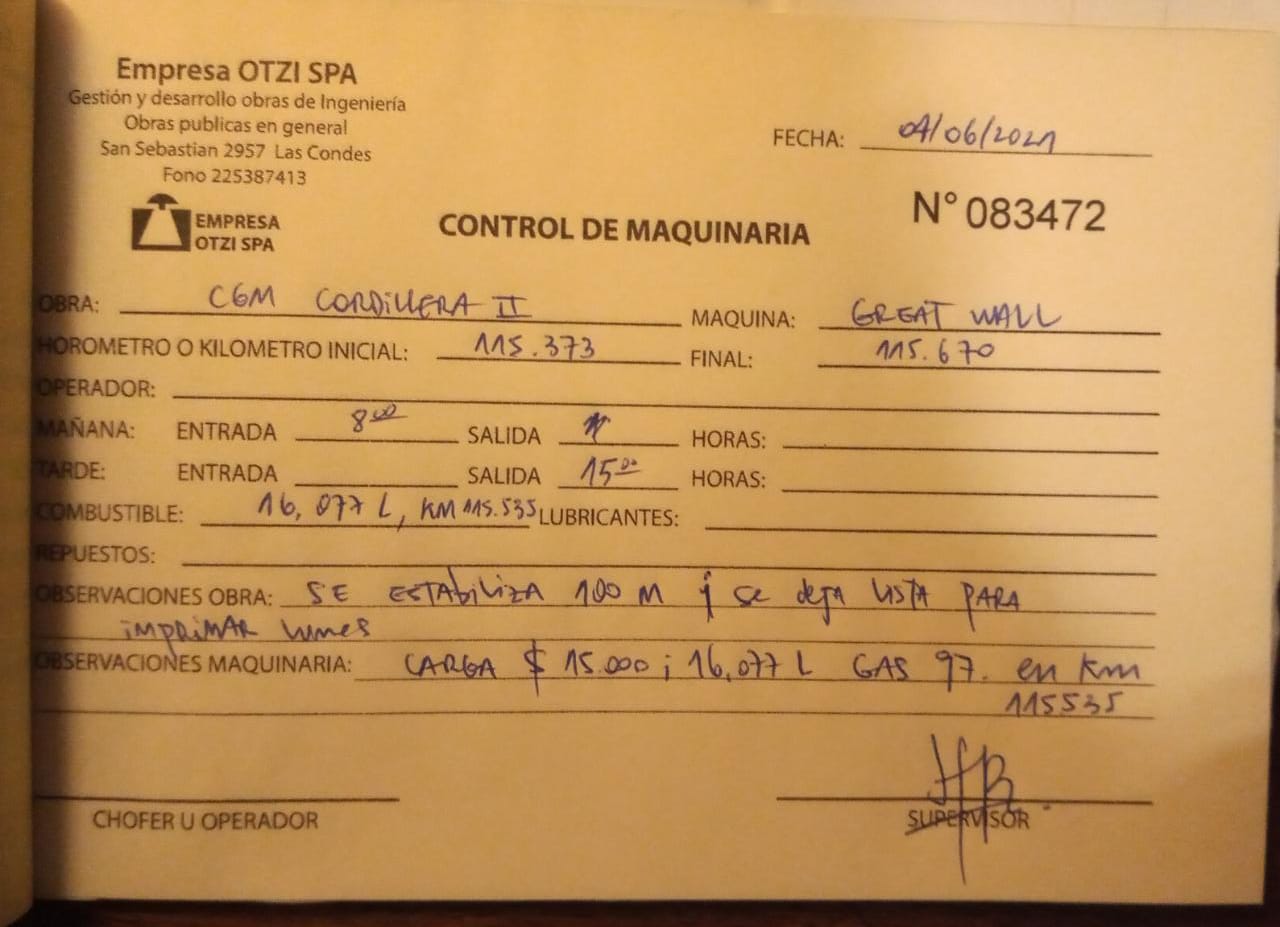 Empresa OTZI SPA
Gestión y desarrollo obras de Ingeniería
Obras publicas en general
San Sebastian 2957 Las Condes
Fono 225387413
EMPRESA
OTZI SPA
FECHA: 04/06/2021
N° 083472
CONTROL DE MAQUINARIA
OBRA: CGM CORDILLERA II MAQUINA: GREAT WALL
HOROMETRO O KILOMETRO INICIAL: 115.373 FINAL: 115.670
OPERADOR:
MAÑANA: ENTRADA 8 00 SALIDA HORAS:
TARDE: ENTRADA SALIDA 15 00 HORAS:
COMBUSTIBLE: 16,077 L, KM 115.535 LUBRICANTES:
REPUESTOS:
OBSERVACIONES OBRA: SE ESTABILIZA 100 M y se deja LISTA PARA
IMPRIMAR lunes
OBSERVACIONES MAQUINARIA: CARGA $ 15.000; 16,077 L GAS 97. en Km
115535
CHOFER U OPERADOR
SUPERVISOR